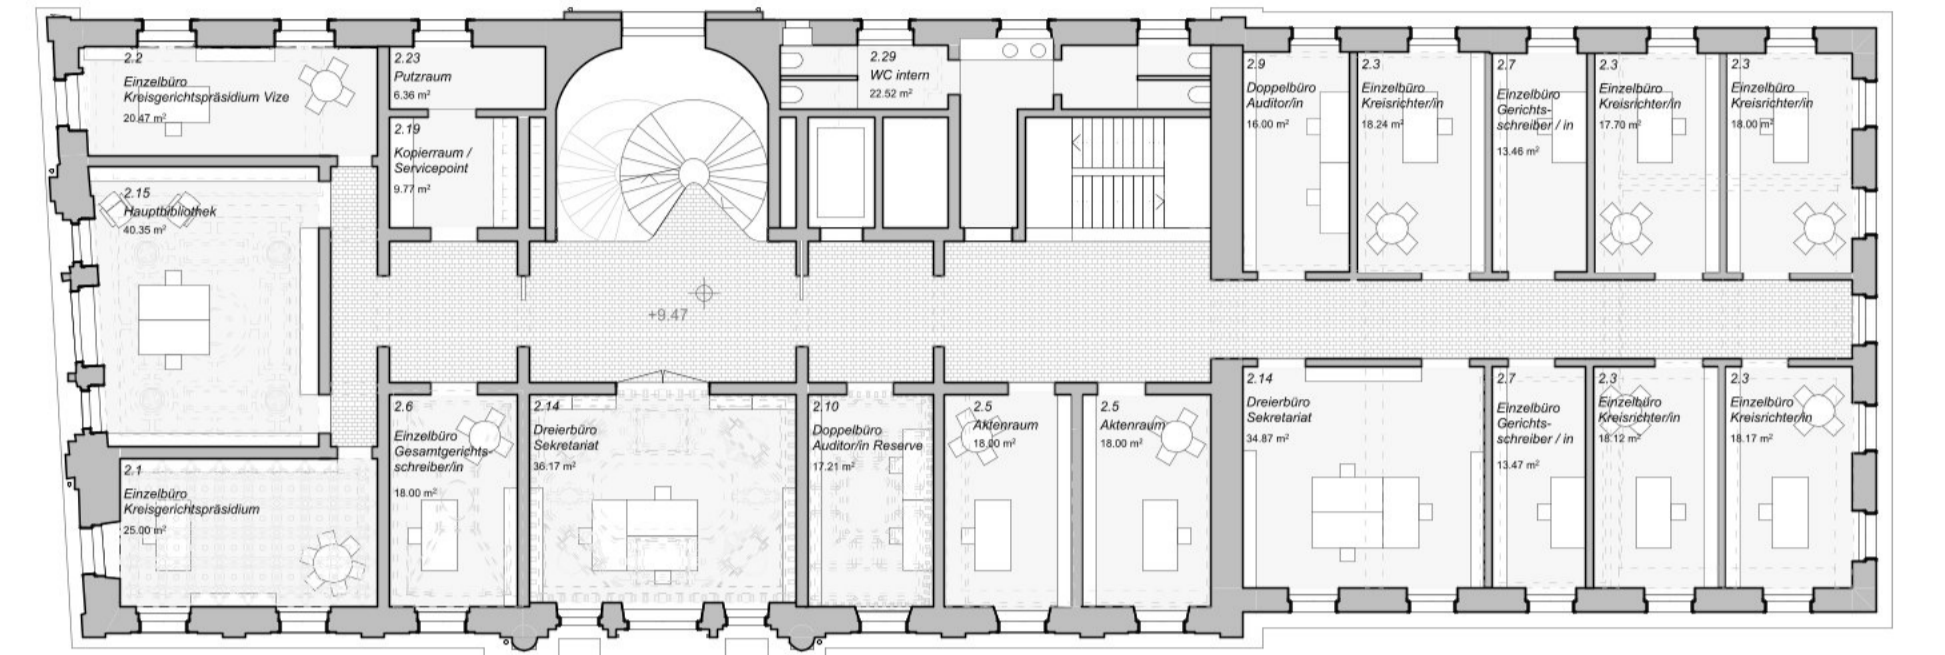 2.2
Einzelbüro
Kreisgerichtspräsidium Vize
20.47 m²
2.23
Putzraum
6.36 m²
2.19
Kopierraum /
Servicepoint
9.77 m²
2.29
WC intern
22.52 m²
2.9
Doppelbüro
Auditor/in
16.00 m²
2.3
Einzelbüro
Kreisrichter/in
18.24 m²
2.7
Einzelbüro
Gerichts-
schreiber / in
13.46 m²
2.3
Einzelbüro
Kreisrichter/in
17.70 m²
2.3
Einzelbüro
Kreisrichter/in
18.00 m²
2.15
Hauptbibliothek
40.35 m²
+9.47
2.1
Einzelbüro
Kreisgerichtspräsidium
25.00 m²
2.6
Einzelbüro
Gesamtgerichts-
schreiber/in
18.00 m²
2.14
Dreierbüro
Sekretariat
36.17 m²
2.10
Doppelbüro
Auditor/in Reserve
17.21 m²
2.5
Aktenraum
18.00 m²
2.5
Aktenraum
18.00 m²
2.14
Dreierbüro
Sekretariat
34.87 m²
2.7
Einzelbüro
Gerichts-
schreiber / in
13.47 m²
2.3
Einzelbüro
Kreisrichter/in
18.12 m²
2.3
Einzelbüro
Kreisrichter/in
18.17 m²